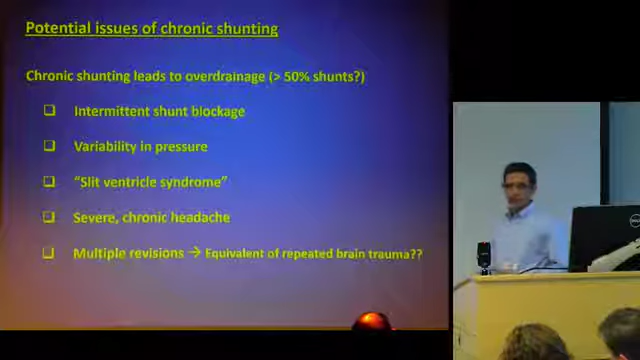 Potential issues of chronic shunting
Chronic shunting leads to overdrainage (> 50% shunts?)
❑ Intermittent shunt blockage
❑ Variability in pressure
❑ "Slit ventricle syndrome"
❑ Severe, chronic headache
❑ Multiple revisions → Equivalent of repeated brain trauma??
DELL